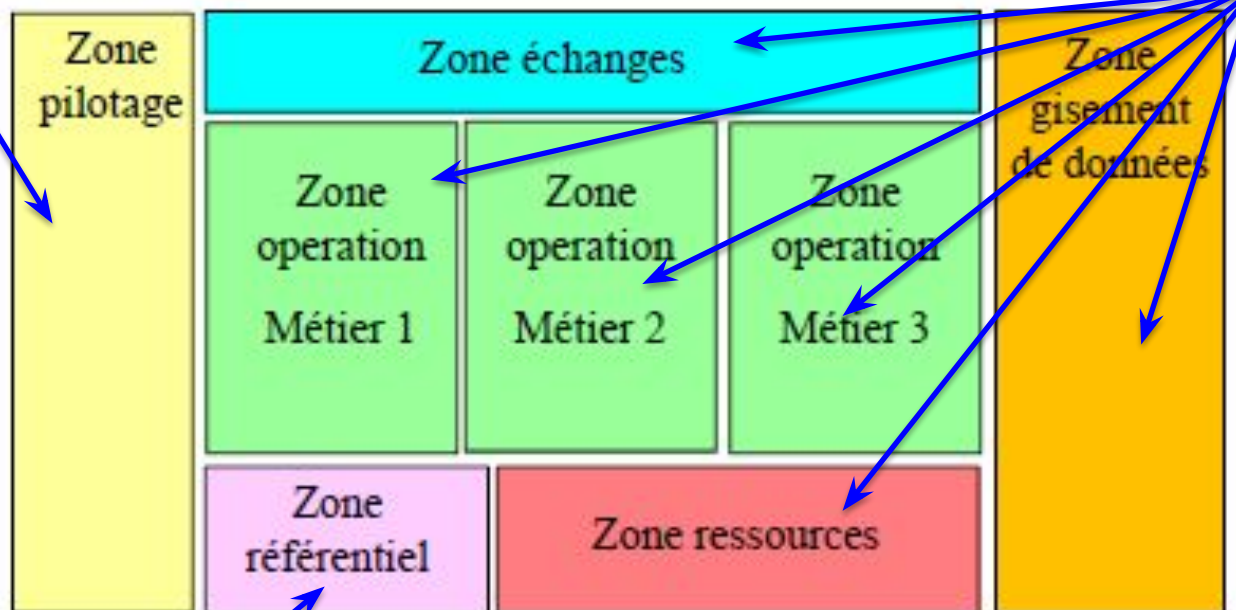 Zone
pilotage
Zone échanges
Zone
gisement
de données
Zone
operation
Métier 1
Zone
operation
Métier 2
Zone
operation
Métier 3
Zone
référentiel
Zone ressources